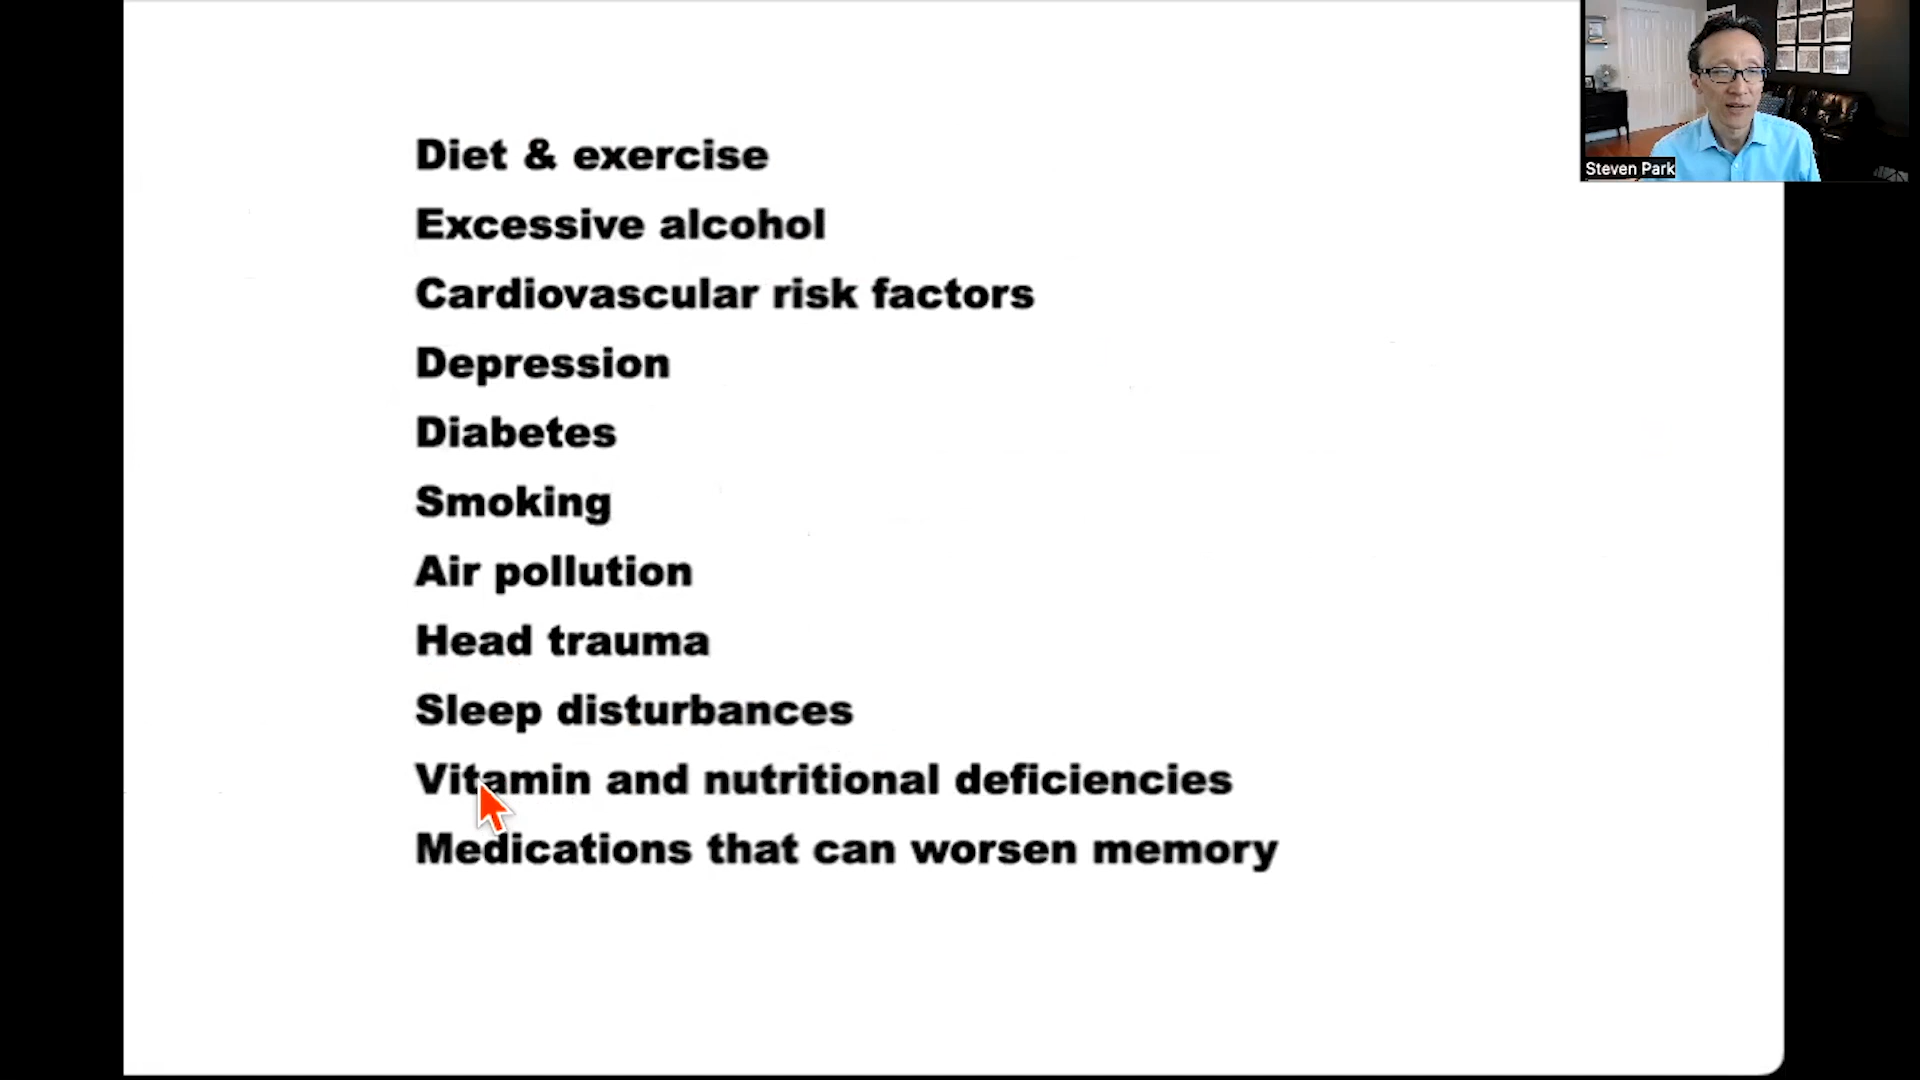 Diet & exercise
Excessive alcohol
Cardiovascular risk factors
Depression
Diabetes
Smoking
Air pollution
Head trauma
Sleep disturbances
Vitamin and nutritional deficiencies
Medications that can worsen memory
Steven Park